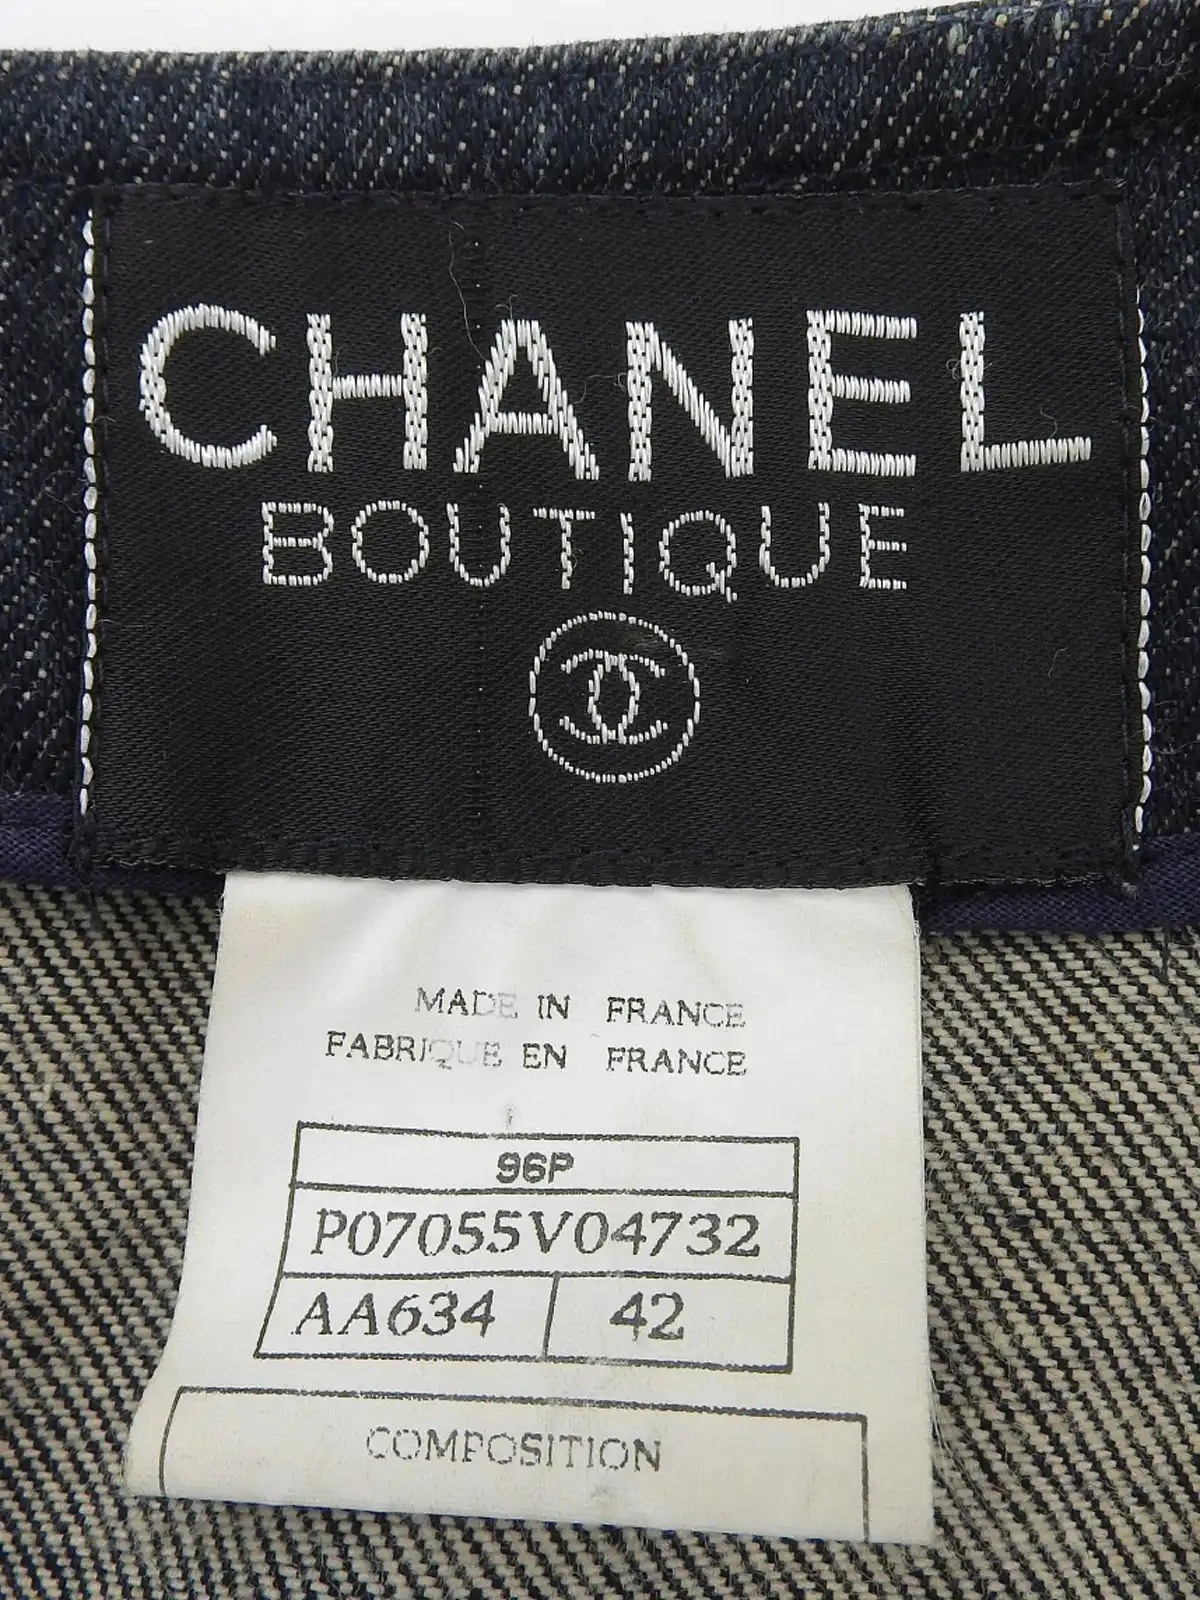 CHANEL
BOUTIQUE
MADE IN FRANCE
FABRIQUE EN FRANCE
96P
P07055V04732
AA634 42
COMPOSITION